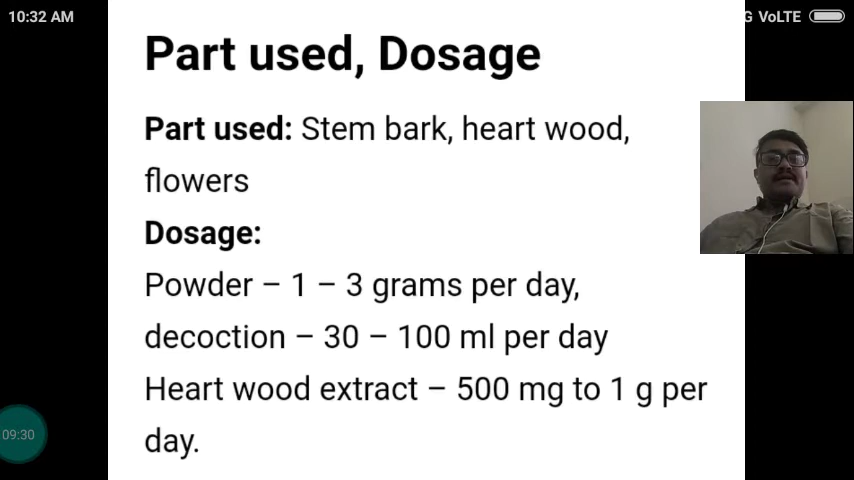 10:32 AM
G VoLTE
Part used, Dosage
Part used: Stem bark, heart wood,
flowers
Dosage:
Powder – 1 – 3 grams per day,
decoction – 30 – 100 ml per day
Heart wood extract – 500 mg to 1 g per
day.
09:30